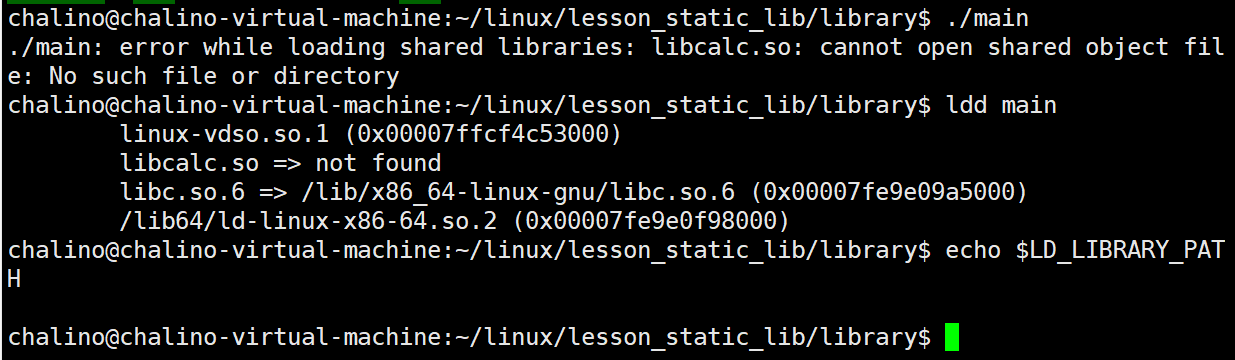 chalino@chalino-virtual-machine:~/linux/lesson_static_lib/library$ ./main
./main: error while loading shared libraries: libcalc.so: cannot open shared object fil
e: No such file or directory
chalino@chalino-virtual-machine:~/linux/lesson_static_lib/library$ ldd main
        linux-vdso.so.1 (0x00007ffcf4c53000)
        libcalc.so => not found
        libc.so.6 => /lib/x86_64-linux-gnu/libc.so.6 (0x00007fe9e09a5000)
        /lib64/ld-linux-x86-64.so.2 (0x00007fe9e0f98000)
chalino@chalino-virtual-machine:~/linux/lesson_static_lib/library$ echo $LD_LIBRARY_PAT
H
chalino@chalino-virtual-machine:~/linux/lesson_static_lib/library$